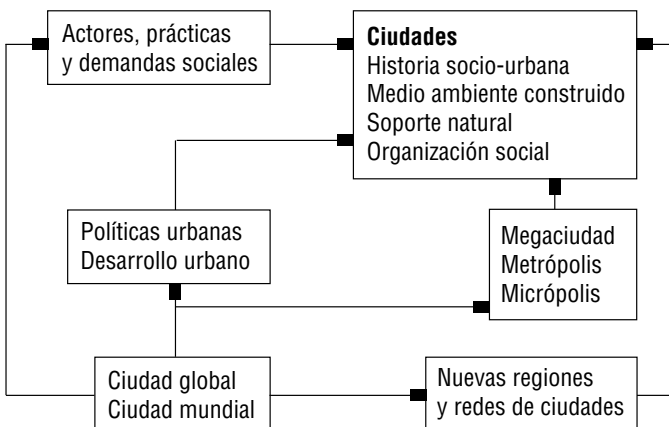 Actores, prácticas
y demandas sociales
Ciudades
Historia socio-urbana
Medio ambiente construido
Soporte natural
Organización social
Políticas urbanas
Desarrollo urbano
Megaciudad
Metrópolis
Micrópolis
Ciudad global
Ciudad mundial
Nuevas regiones
y redes de ciudades